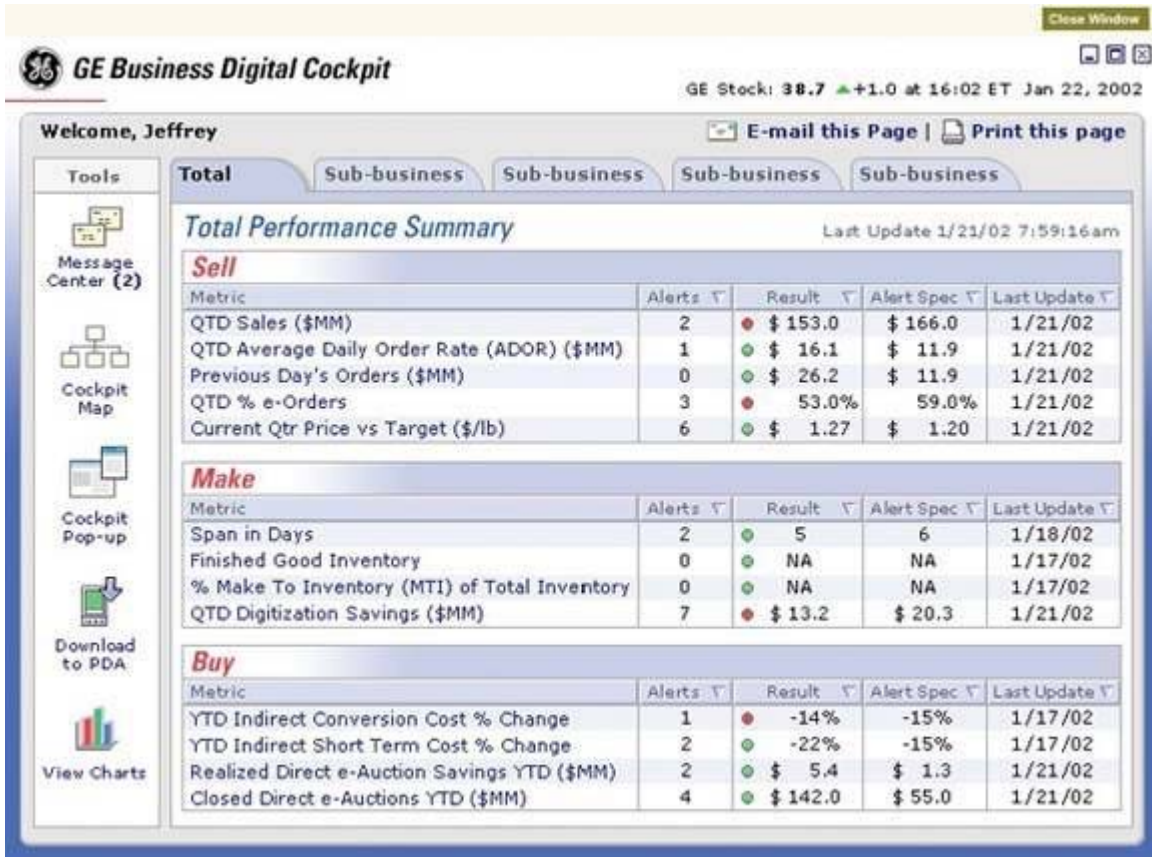 Close Window
GE Business Digital Cockpit
GE Stock: 38.7 ▲+1.0 at 16:02 ET Jan 22, 2002
Welcome, Jeffrey
E-mail this Page | Print this page
Tools
Total Sub-business Sub-business Sub-business Sub-business
Message
Center (2)
Cockpit
Map
Cockpit
Pop-up
Download
to PDA
View Charts
Total Performance Summary Last Update 1/21/02 7:59:16am
Sell
Metric Alerts Result Alert Spec Last Update
QTD Sales ($MM) 2 $ 153.0 $ 166.0 1/21/02
QTD Average Daily Order Rate (ADOR) ($MM) 1 $ 16.1 $ 11.9 1/21/02
Previous Day's Orders ($MM) 0 $ 26.2 $ 11.9 1/21/02
QTD % e-Orders 3 53.0% 59.0% 1/21/02
Current Qtr Price vs Target ($/lb) 6 $ 1.27 $ 1.20 1/21/02
Make
Metric Alerts Result Alert Spec Last Update
Span in Days 2 5 6 1/18/02
Finished Good Inventory 0 NA NA 1/17/02
% Make To Inventory (MTI) of Total Inventory 0 NA NA 1/17/02
QTD Digitization Savings ($MM) 7 $ 13.2 $ 20.3 1/21/02
Buy
Metric Alerts Result Alert Spec Last Update
YTD Indirect Conversion Cost % Change 1 -14% -15% 1/17/02
YTD Indirect Short Term Cost % Change 2 -22% -15% 1/17/02
Realized Direct e-Auction Savings YTD ($MM) 2 $ 5.4 $ 1.3 1/21/02
Closed Direct e-Auctions YTD ($MM) 4 $ 142.0 $ 55.0 1/21/02